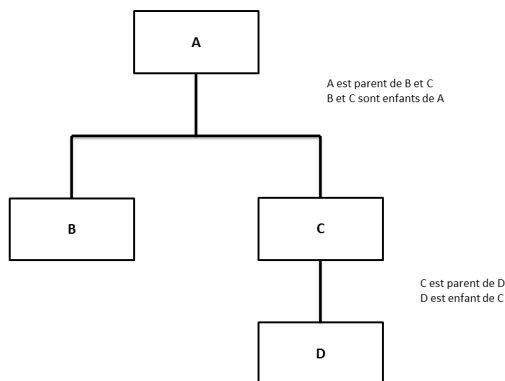 A
A est parent de B et C
B et C sont enfants de A
B
C
C est parent de D
D est enfant de C
D